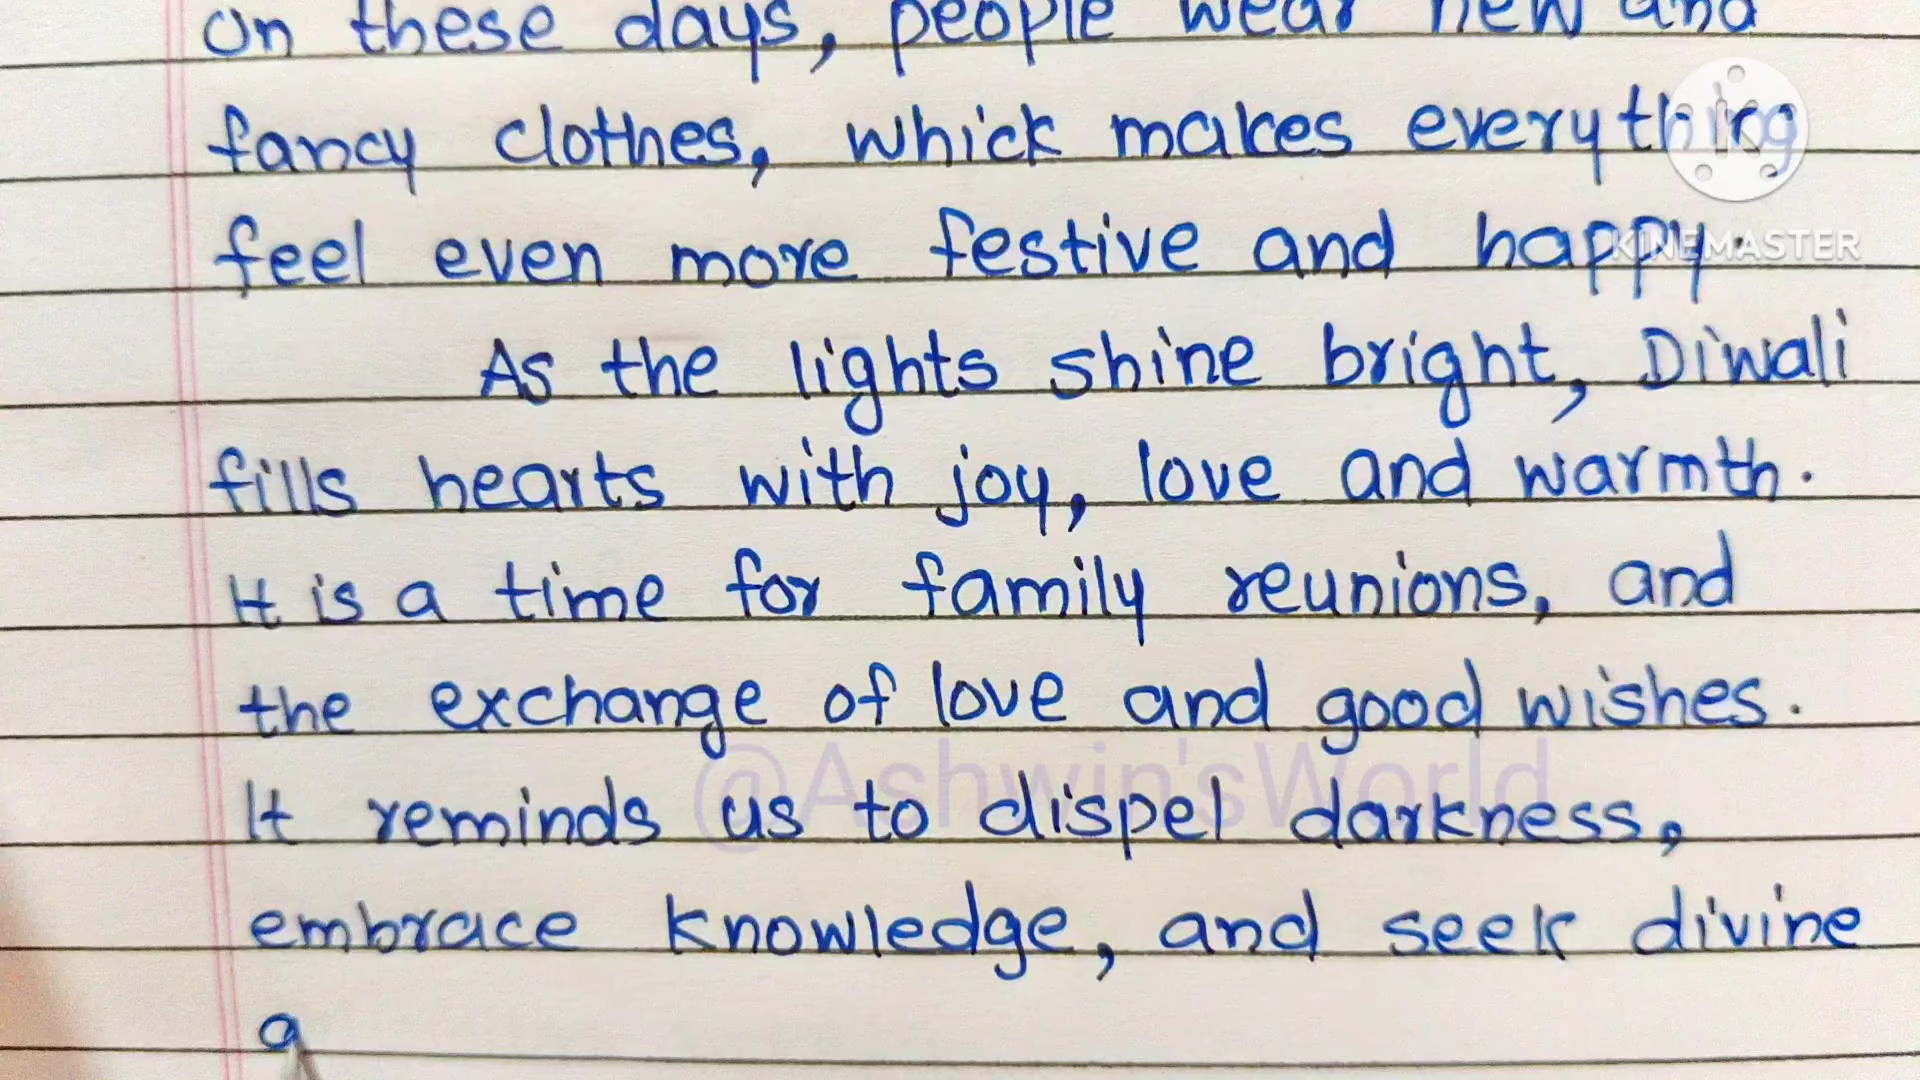 On these days, people wear new and
fancy clothes, whick makes everything
feel even more festive and happy.
KINEMASTER
As the lights shine bright, Diwali
fills hearts with joy, love and warmth.
It is a time for family reunions, and
the exchange of love and good wishes.
@Ashwin'sWorld
It reminds us to dispel darkness,
embrace knowledge, and seek divine
a